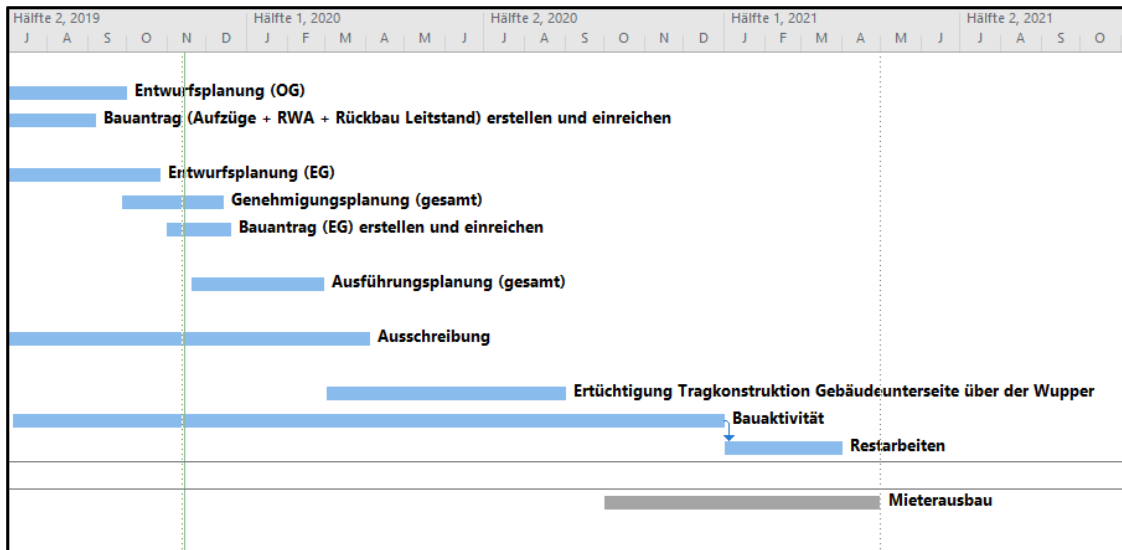 Hälfte 2, 2019 Hälfte 1, 2020 Hälfte 2, 2020 Hälfte 1, 2021 Hälfte 2, 2021
J A S O N D J F M A M J J A S O N D J F M A M J J A S O
Entwurfsplanung (OG)
Bauantrag (Aufzüge + RWA + Rückbau Leitstand) erstellen und einreichen
Entwurfsplanung (EG)
Genehmigungsplanung (gesamt)
Bauantrag (EG) erstellen und einreichen
Ausführungsplanung (gesamt)
Ausschreibung
Ertüchtigung Tragkonstruktion Gebäudeunterseite über der Wupper
Bauaktivität
Restarbeiten
Mieterausbau